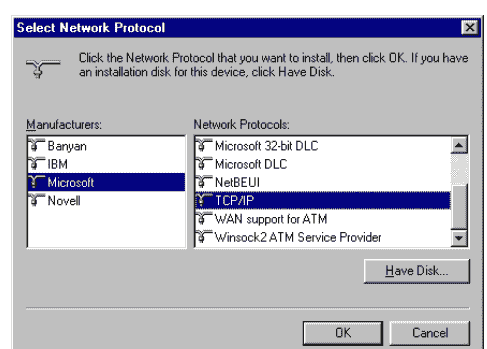 Select Network Protocol
Click the Network Protocol that you want to install, then click OK. If you have
an installation disk for this device, click Have Disk.
Manufacturers:
Banyan
IBM
Microsoft
Novell
Network Protocols:
Microsoft 32-bit DLC
Microsoft DLC
NetBEUI
TCP/IP
WAN support for ATM
Winsock2 ATM Service Provider
Have Disk...
OK
Cancel